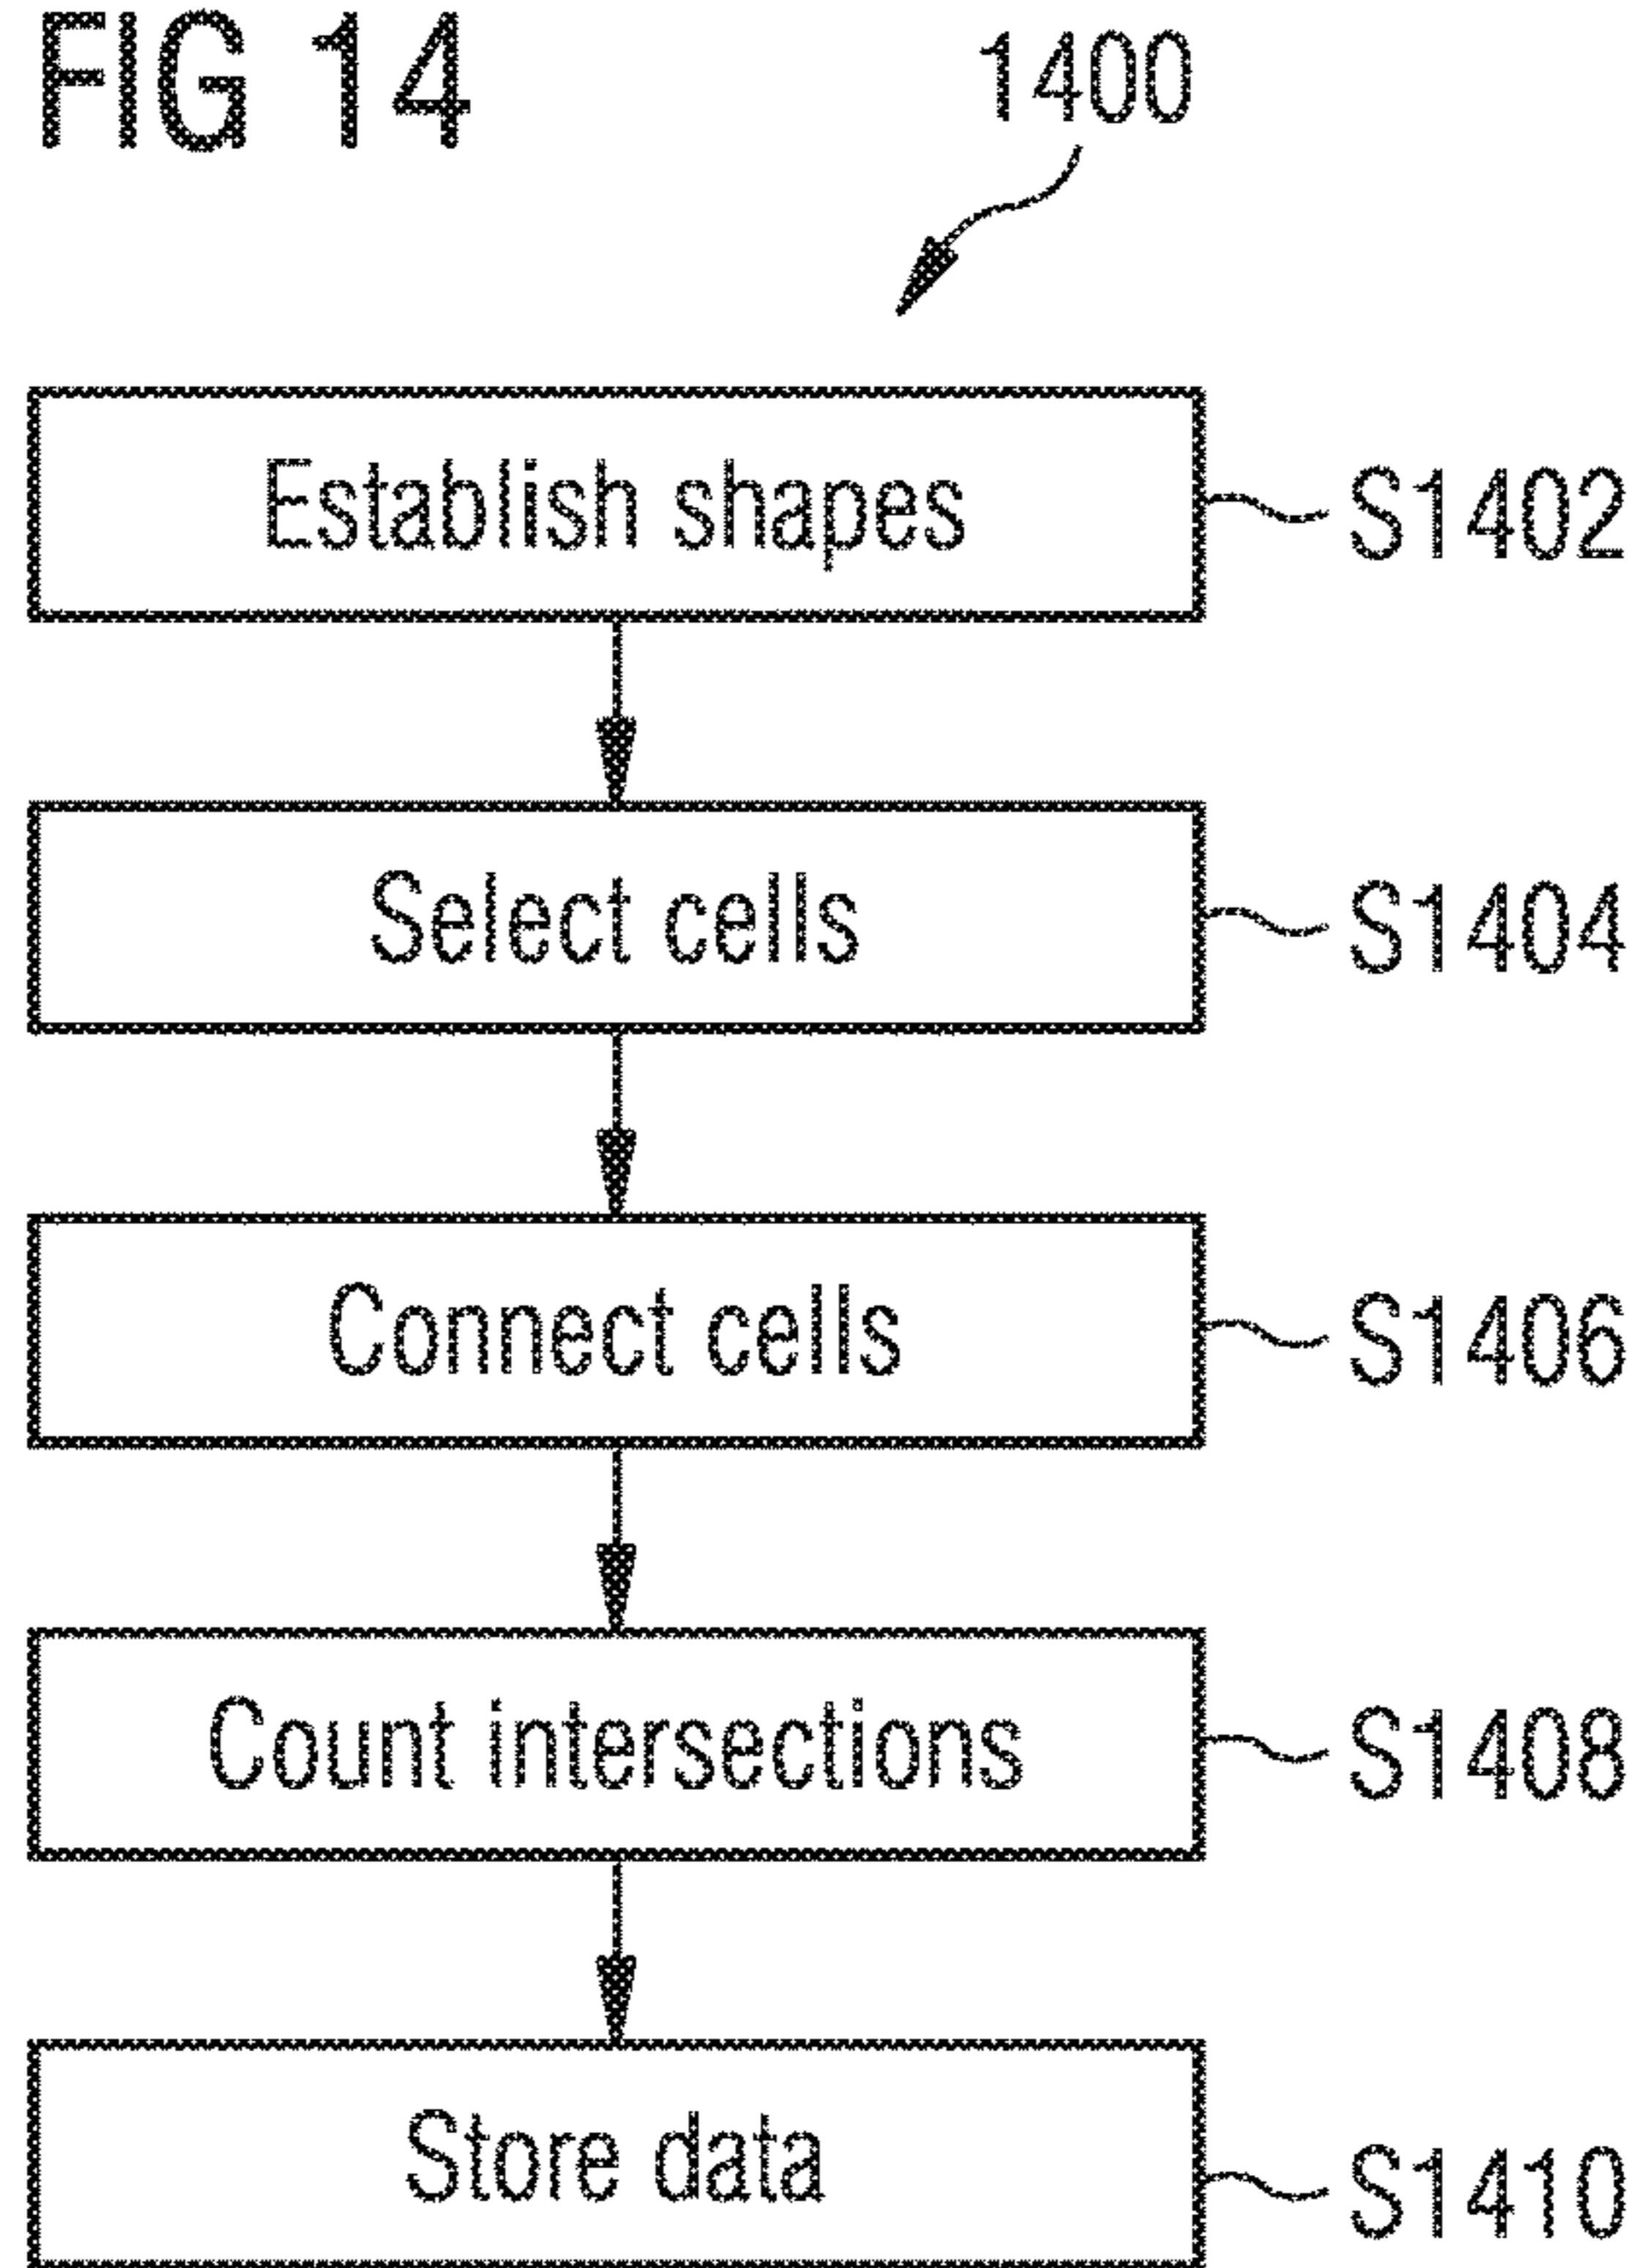 FIG 14
1400
Establish shapes
S1402
Select cells
S1404
Connect cells
S1406
Count intersections
S1408
Store data
S1410